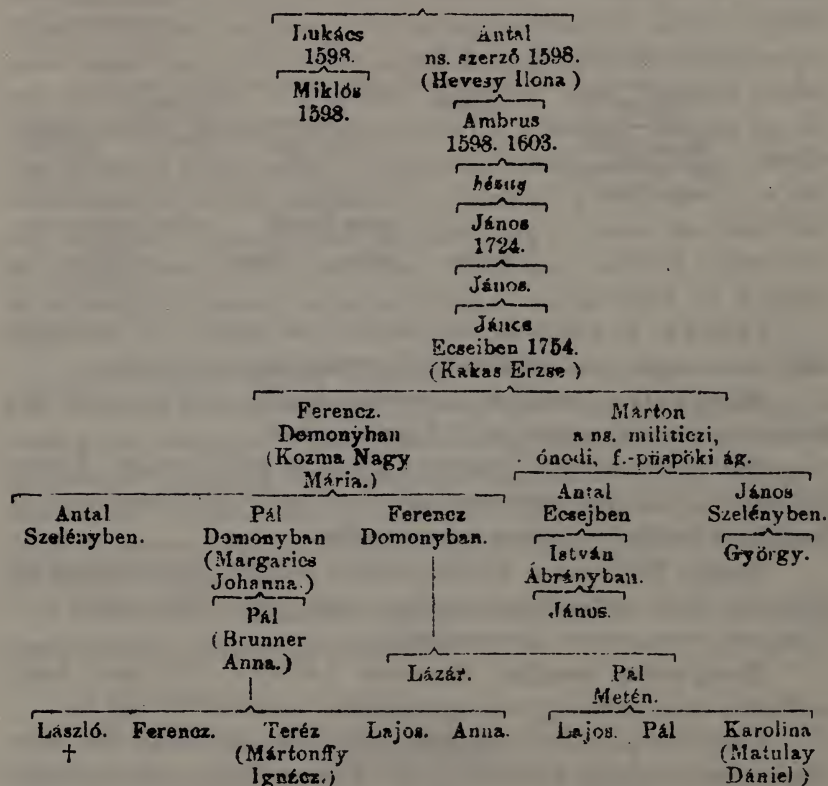 Lukács Antal
1598. ns. szerző 1598.
Miklós (Hevesy Ilona)
1598. Ambrus
1598. 1603.
hézug
János
1724.
János.
János
Ecseiben 1754.
(Kakas Erzse)
Ferencz. Márton
Domonyban a ns. militiczi,
(Kozma Nagy ónodi, f.-püspöki ág.
Mária.)
Antal Pál Ferencz Antal János
Szelényben. Domonyban Domonyban. Ecsejben Szelényben.
(Margarics István György.
Johanna.) Ábrányban.
Pál János.
(Brunner
Anna.) Lázár. Pál
Metén.
László. Ferencz. Teréz Lajos. Anna. Lajos. Pál Karolina
† (Mártonffy (Matulay
Ignácz.) Dániel)